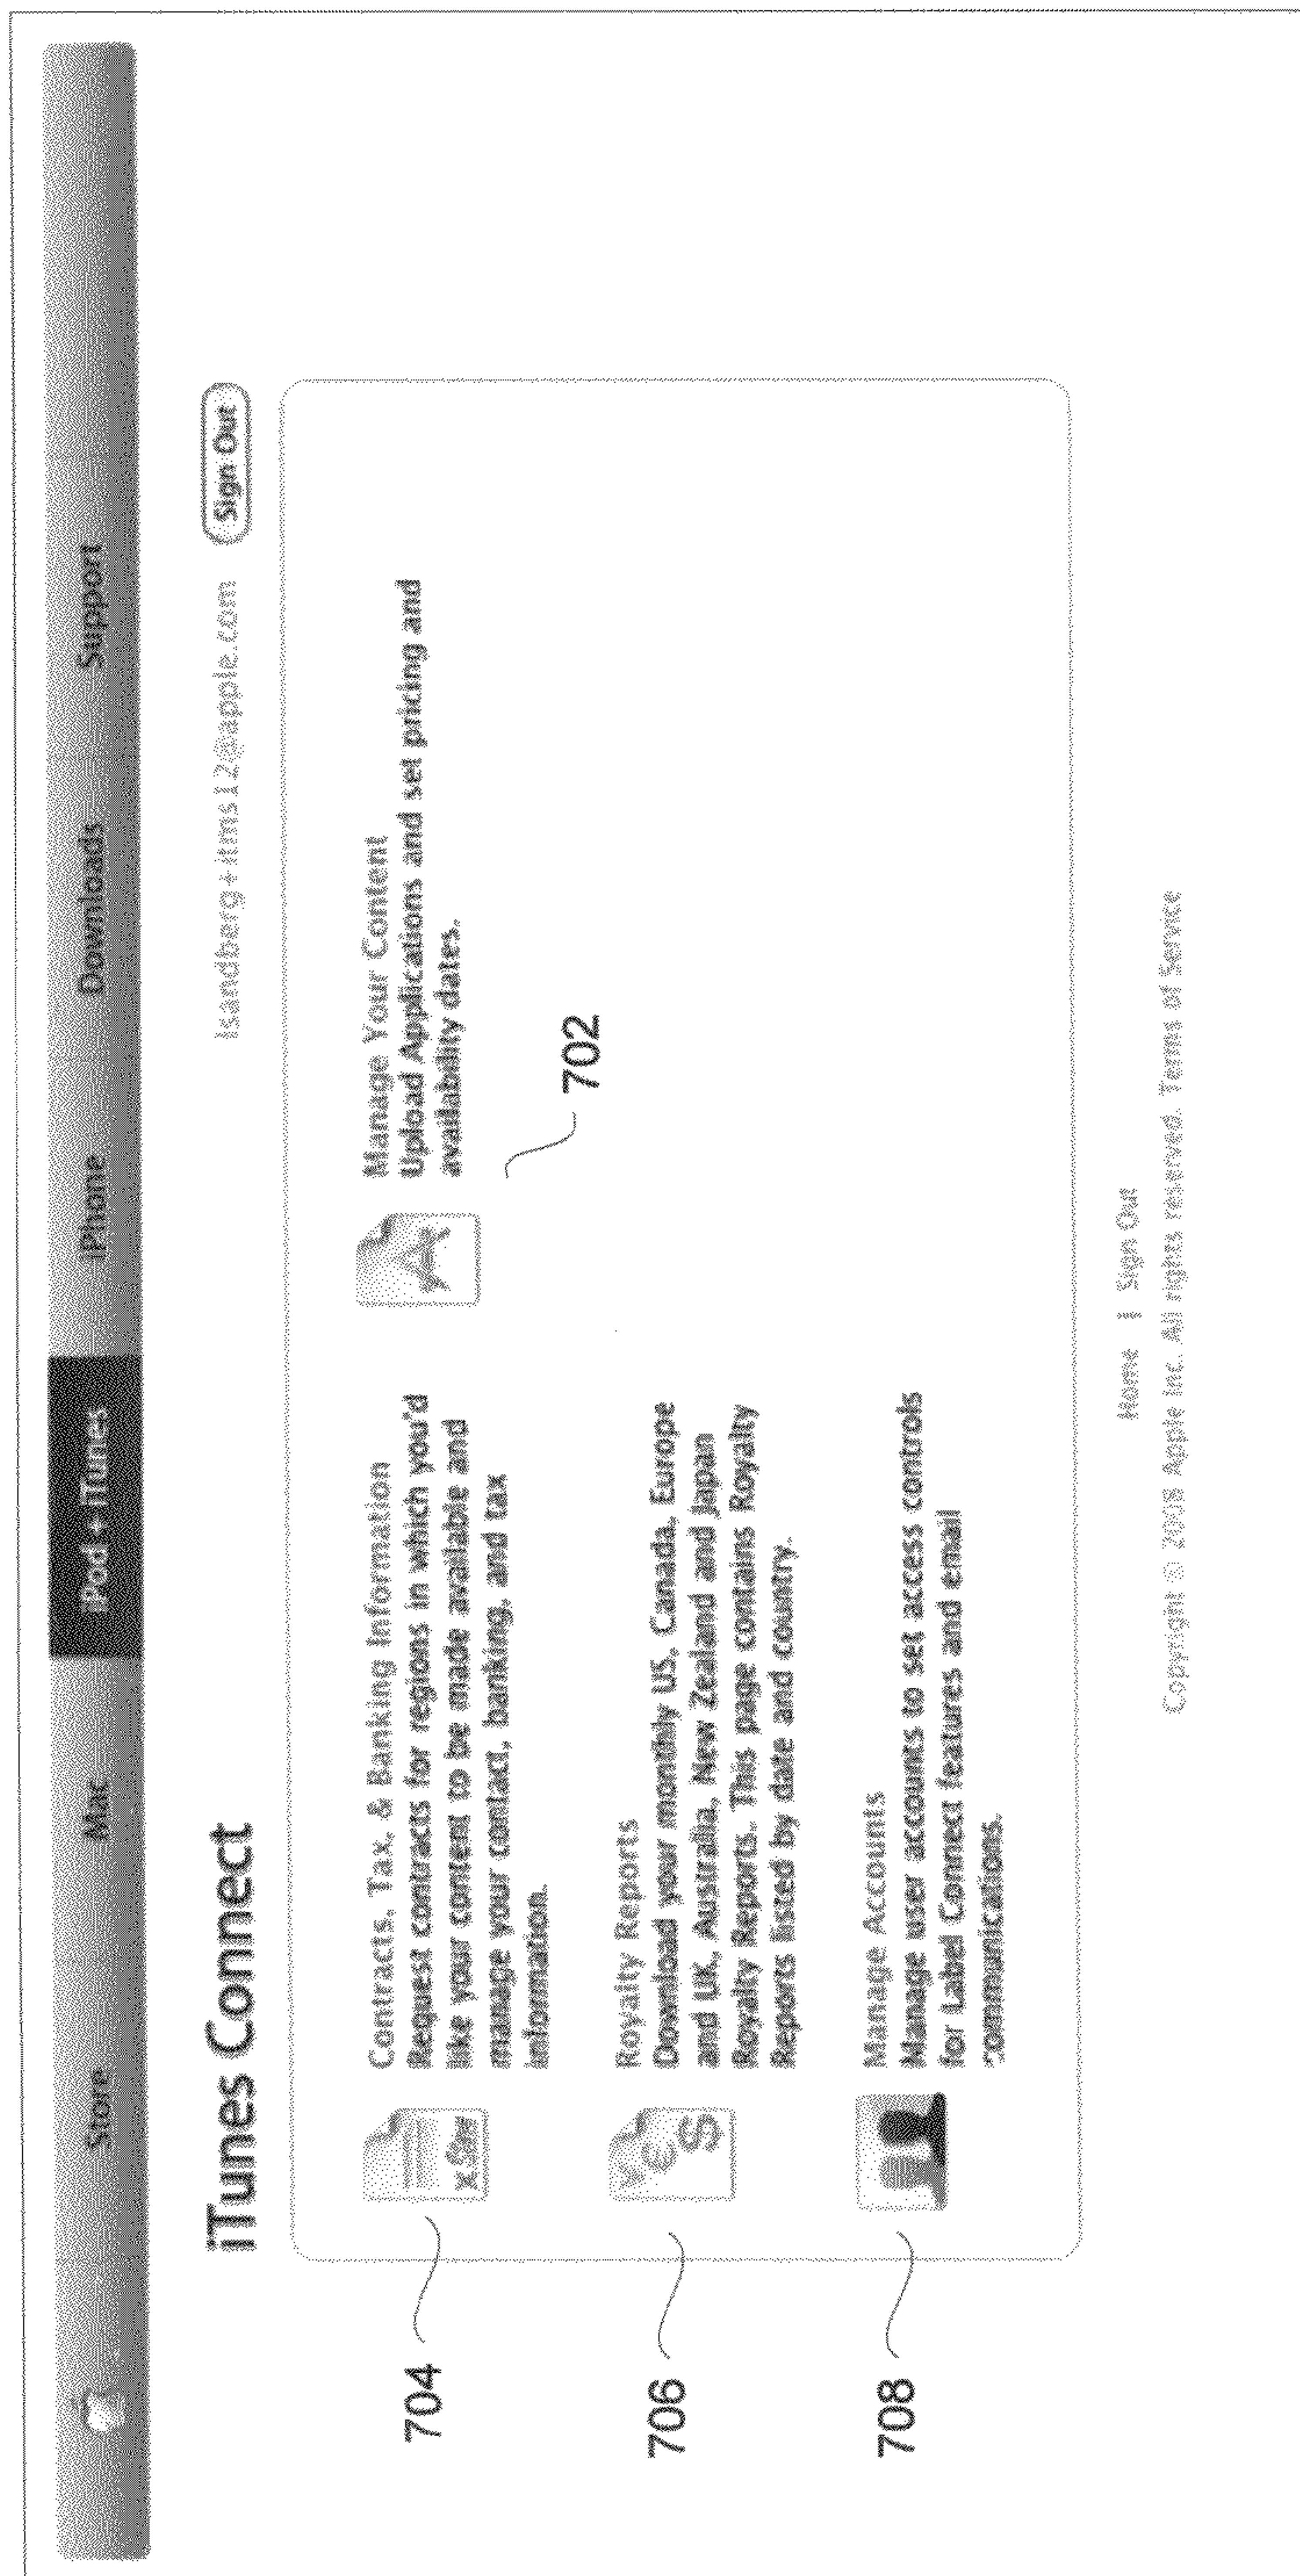 Store Mac iPod + iTunes iPhone Downloads Support
iTunes Connect
lsandberg+itms12@apple.com Sign Out
704
Contracts, Tax, & Banking Information
Request contracts for regions in which you'd
like your content to be made available and
manage your contact, banking, and tax
information.
Manage Your Content
Upload Applications and set pricing and
availability dates.
702
706
Royalty Reports
Download your monthly US, Canada, Europe
and UK, Australia, New Zealand and Japan
Royalty Reports. This page contains Royalty
Reports listed by date and country.
¥
€
$
708
Manage Accounts
Manage user accounts to set access controls
for Label Connect features and email
communications.
Home | Sign Out
Copyright © 2008 Apple Inc. All rights reserved. Terms of Service